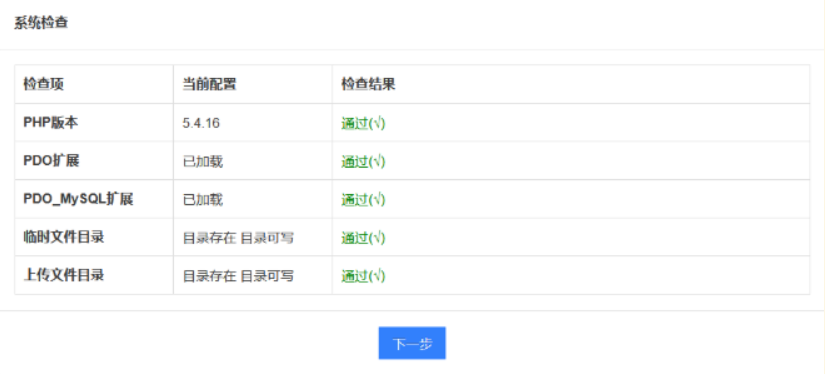 系统检查
检查项 当前配置 检查结果
PHP版本 5.4.16 通过(√)
PDO扩展 已加载 通过(√)
PDO_MySQL扩展 已加载 通过(√)
临时文件目录 目录存在 目录可写 通过(√)
上传文件目录 目录存在 目录可写 通过(√)
下一步